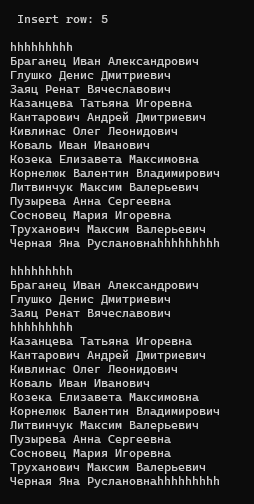 Insert row: 5
hhhhhhhhh
Браганец Иван Александрович
Глушко Денис Дмитриевич
Заяц Ренат Вячеславович
Казанцева Татьяна Игоревна
Кантарович Андрей Дмитриевич
Кивлинас Олег Леонидович
Коваль Иван Иванович
Козека Елизавета Максимовна
Корнелюк Валентин Владимирович
Литвинчук Максим Валерьевич
Пузырева Анна Сергеевна
Сосновец Мария Игоревна
Труханович Максим Валерьевич
Черная Яна Руслановнаhhhhhhhhh
hhhhhhhhh
Браганец Иван Александрович
Глушко Денис Дмитриевич
Заяц Ренат Вячеславович
hhhhhhhhh
Казанцева Татьяна Игоревна
Кантарович Андрей Дмитриевич
Кивлинас Олег Леонидович
Коваль Иван Иванович
Козека Елизавета Максимовна
Корнелюк Валентин Владимирович
Литвинчук Максим Валерьевич
Пузырева Анна Сергеевна
Сосновец Мария Игоревна
Труханович Максим Валерьевич
Черная Яна Руслановнаhhhhhhhhh